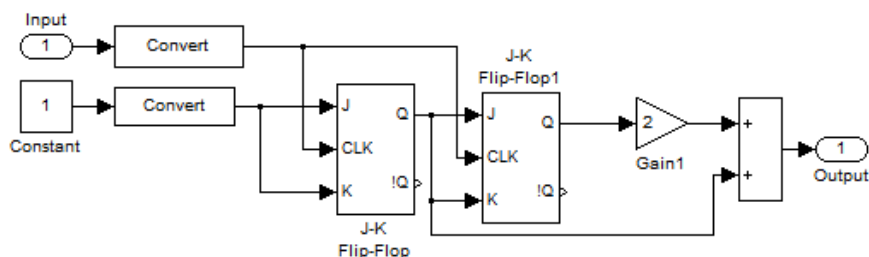 Input
1
Convert
1
Constant
Convert
J
Q
CLK
K
!Q
J-K
Flip-Flop
J-K
Flip-Flop1
J
Q
CLK
K
!Q
2
Gain1
+
+
1
Output